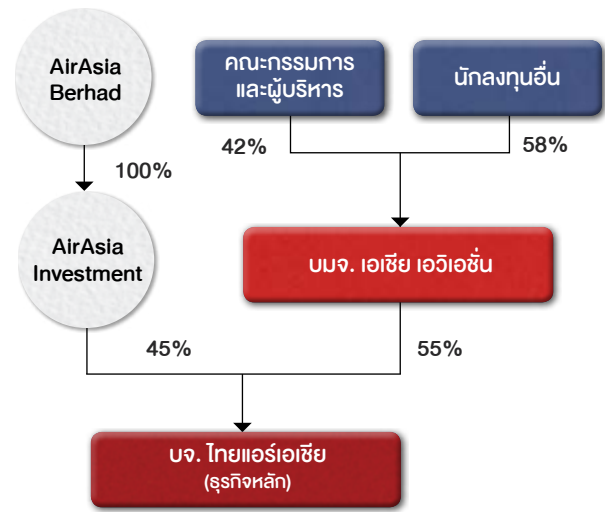 AirAsia
Berhad
คณะกรรมการ
และผู้บริหาร
นักลงทุนอื่น
42%
58%
100%
AirAsia
Investment
บมจ. เอเชีย เอวิเอชั่น
45%
55%
บจ. ไทยแอร์เอเชีย
(ธุรกิจหลัก)